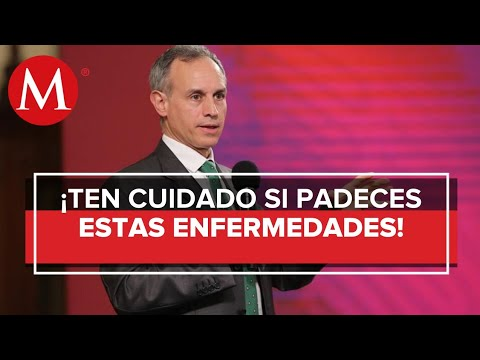 M®
¡TEN CUIDADO SI PADECES
ESTAS ENFERMEDADES!